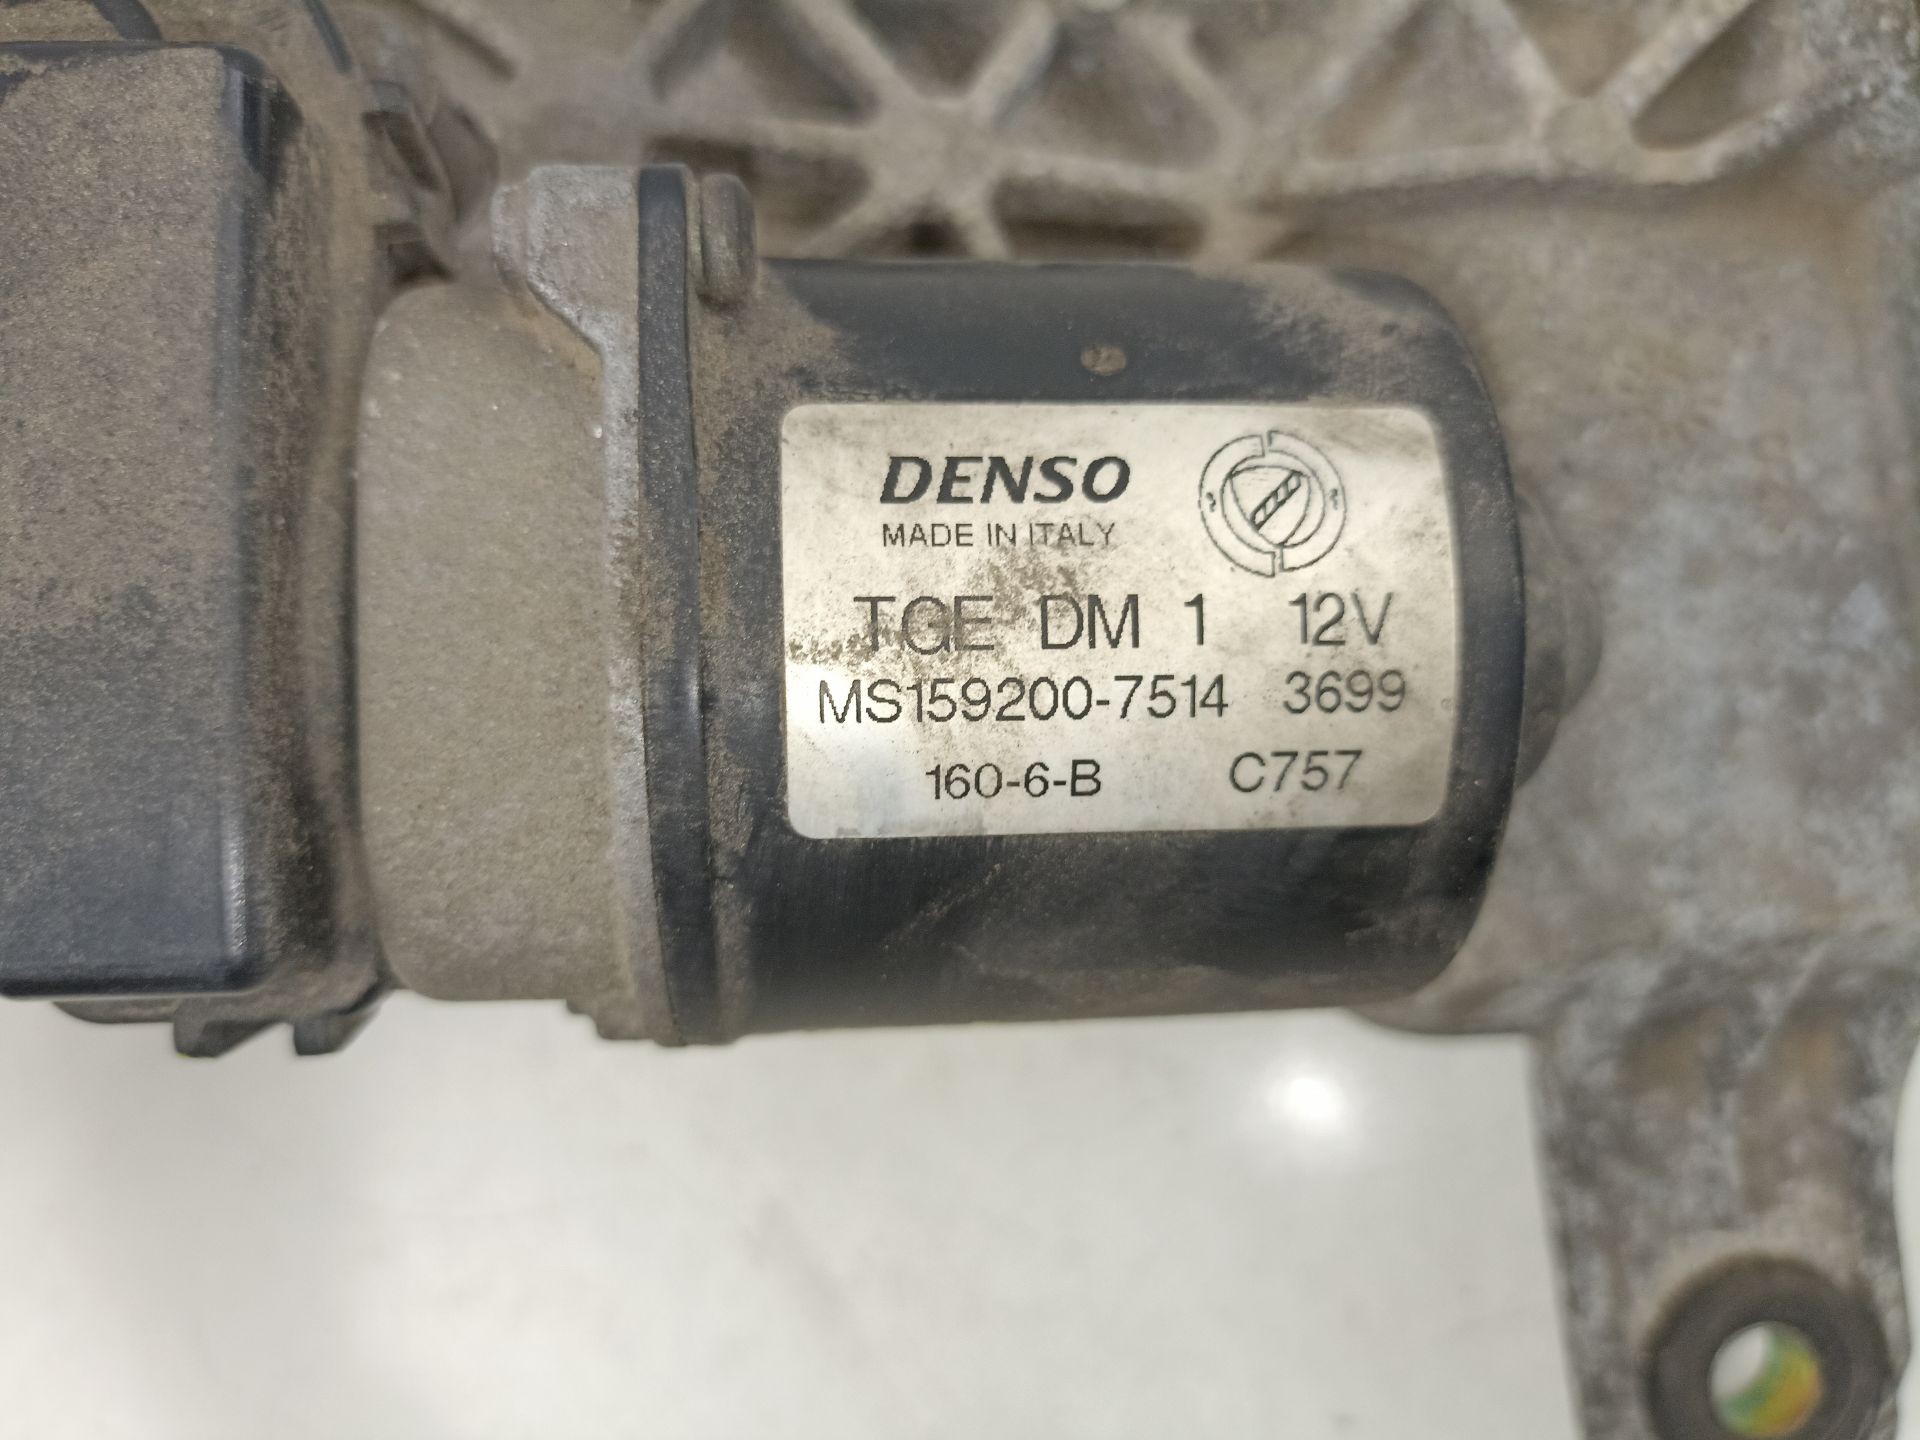 DENSO
MADE IN ITALY
TGE DM 1 12V
MS159200-7514 3699
160-6-B C757